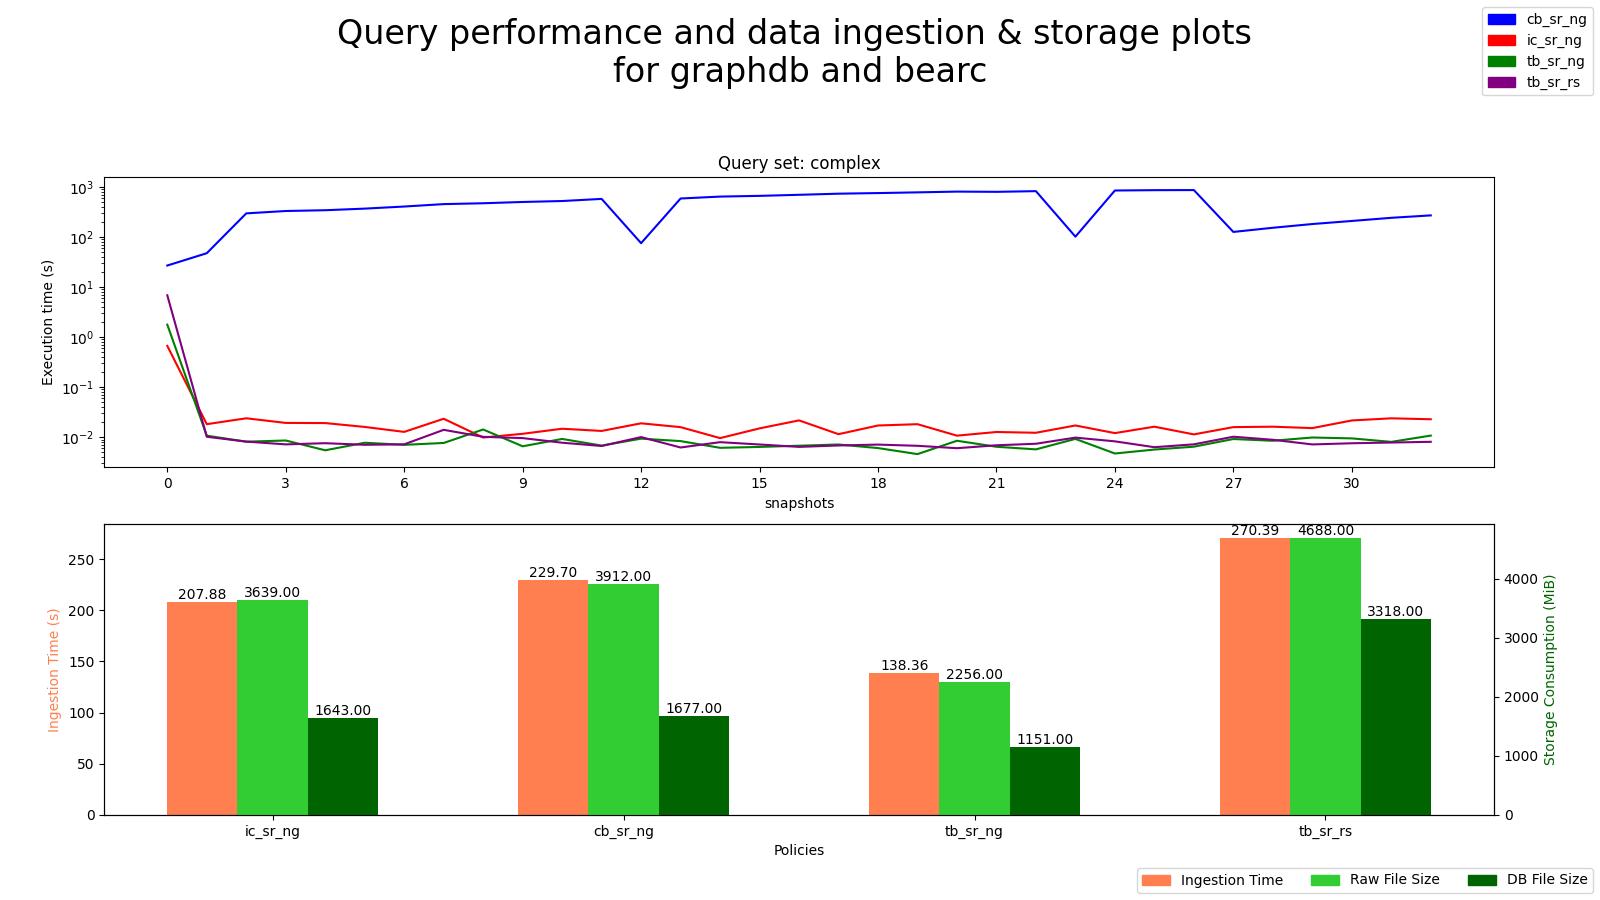 Query performance and data ingestion & storage plots
for graphdb and bearc
cb_sr_ng
ic_sr_ng
tb_sr_ng
tb_sr_rs
Query set: complex
Execution time (s)
10³
10²
10¹
10⁰
10⁻¹
10⁻²
0 3 6 9 12 15 18 21 24 27 30
snapshots
Ingestion Time (s)
250
200
150
100
50
0
207.88 3639.00 1643.00
229.70 3912.00 1677.00
138.36 2256.00 1151.00
270.39 4688.00 3318.00
4000
3000
2000
1000
0
Storage Consumption (MiB)
ic_sr_ng cb_sr_ng tb_sr_ng tb_sr_rs
Policies
Ingestion Time Raw File Size DB File Size